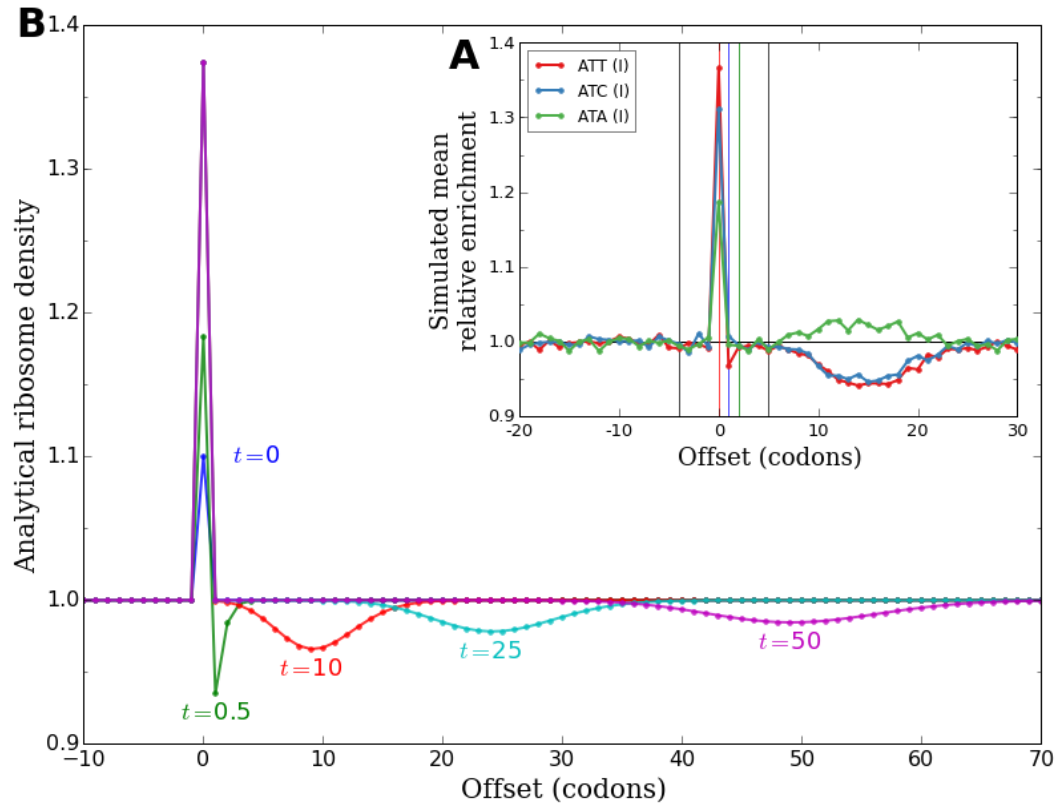 B
1.4
1.3
1.2
1.1
1.0
0.9
Analytical ribosome density
−10
0
10
20
30
40
50
60
70
Offset (codons)
t=0
t=0.5
t=10
t=25
t=50
A
1.4
1.3
1.2
1.1
1.0
0.9
Simulated mean
relative enrichment
ATT (I)
ATC (I)
ATA (I)
-20
-10
0
10
20
30
Offset (codons)